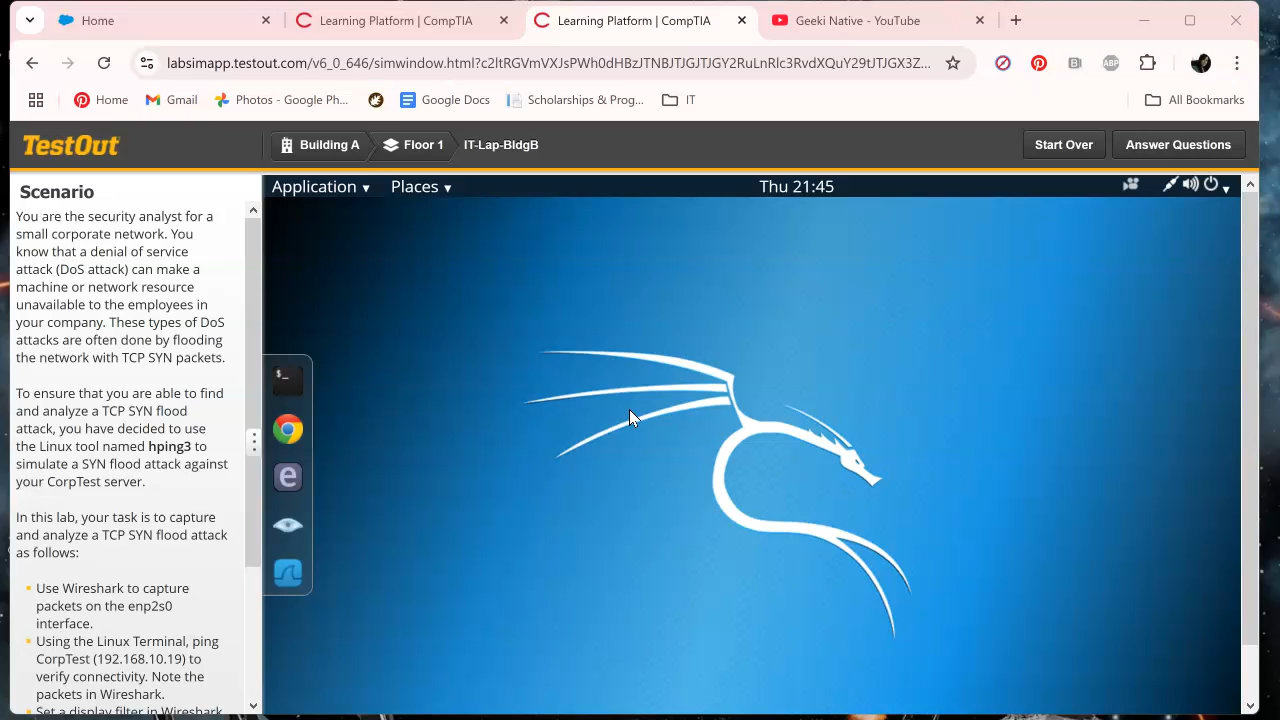 Home
Learning Platform | CompTIA
Learning Platform | CompTIA
Geeki Native - YouTube
labsimapp.testout.com/v6_0_646/simwindow.html?c2ltRGVmVXJsPWh0dHBzJTNBJTJGJTJGY2RuLnRlc3RvdXQuY29tJTJGX3Z...
ABP
Home
Gmail
Photos - Google Ph...
Google Docs
Scholarships & Prog...
IT
All Bookmarks
TestOut
Building A
Floor 1
IT-Lap-BldgB
Start Over
Answer Questions
Scenario
Application
Places
Thu 21:45
You are the security analyst for a
small corporate network. You
know that a denial of service
attack (DoS attack) can make a
machine or network resource
unavailable to the employees in
your company. These types of DoS
attacks are often done by flooding
the network with TCP SYN packets.
To ensure that you are able to find
and analyze a TCP SYN flood
attack, you have decided to use
the Linux tool named hping3 to
simulate a SYN flood attack against
your CorpTest server.
In this lab, your task is to capture
and analyze a TCP SYN flood attack
as follows:
Use Wireshark to capture
packets on the enp2s0
interface.
Using the Linux Terminal, ping
CorpTest (192.168.10.19) to
verify connectivity. Note the
packets in Wireshark.
Set a display filter in Wireshark